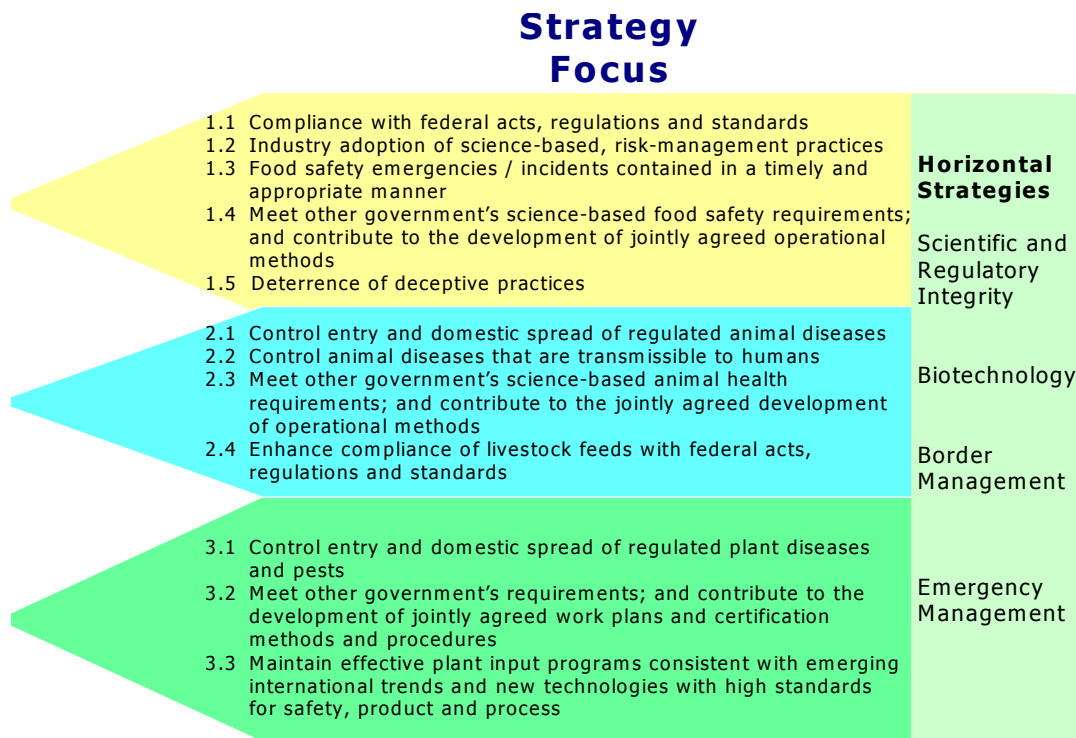 Strategy
Focus
1.1 Compliance with federal acts, regulations and standards
1.2 Industry adoption of science-based, risk-management practices
1.3 Food safety emergencies / incidents contained in a timely and
appropriate manner
1.4 Meet other government’s science-based food safety requirements;
and contribute to the development of jointly agreed operational
methods
1.5 Deterrence of deceptive practices
2.1 Control entry and domestic spread of regulated animal diseases
2.2 Control animal diseases that are transmissible to humans
2.3 Meet other government’s science-based animal health
requirements; and contribute to the jointly agreed development
of operational methods
2.4 Enhance compliance of livestock feeds with federal acts,
regulations and standards
3.1 Control entry and domestic spread of regulated plant diseases
and pests
3.2 Meet other government’s requirements; and contribute to the
development of jointly agreed work plans and certification
methods and procedures
3.3 Maintain effective plant input programs consistent with emerging
international trends and new technologies with high standards
for safety, product and process
Horizontal
Strategies
Scientific and
Regulatory
Integrity
Biotechnology
Border
Management
Emergency
Management